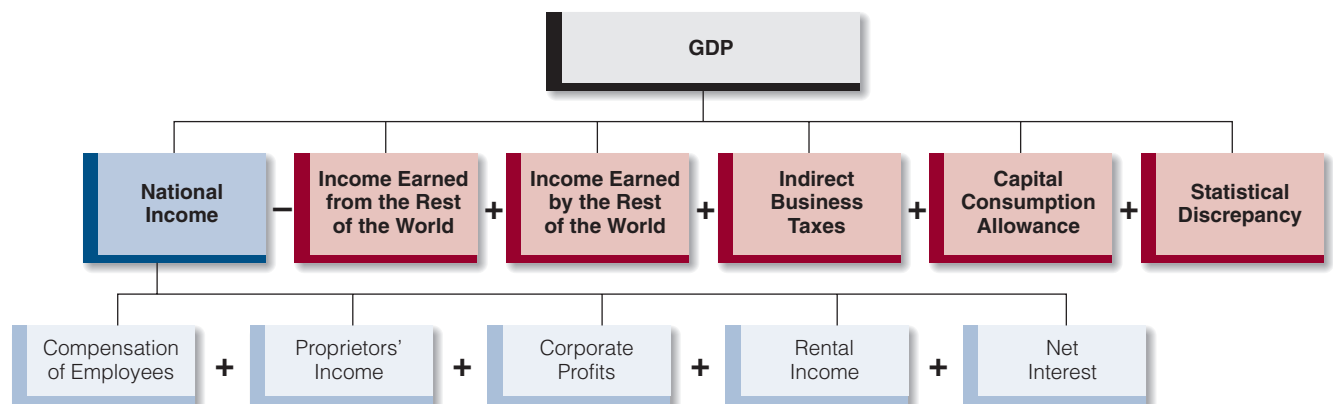 GDP
National
Income
–
Income Earned
from the Rest
of the World
+
Income Earned
by the Rest
of the World
+
Indirect
Business
Taxes
+
Capital
Consumption
Allowance
+
Statistical
Discrepancy
Compensation
of Employees
+
Proprietors’
Income
+
Corporate
Profits
+
Rental
Income
+
Net
Interest